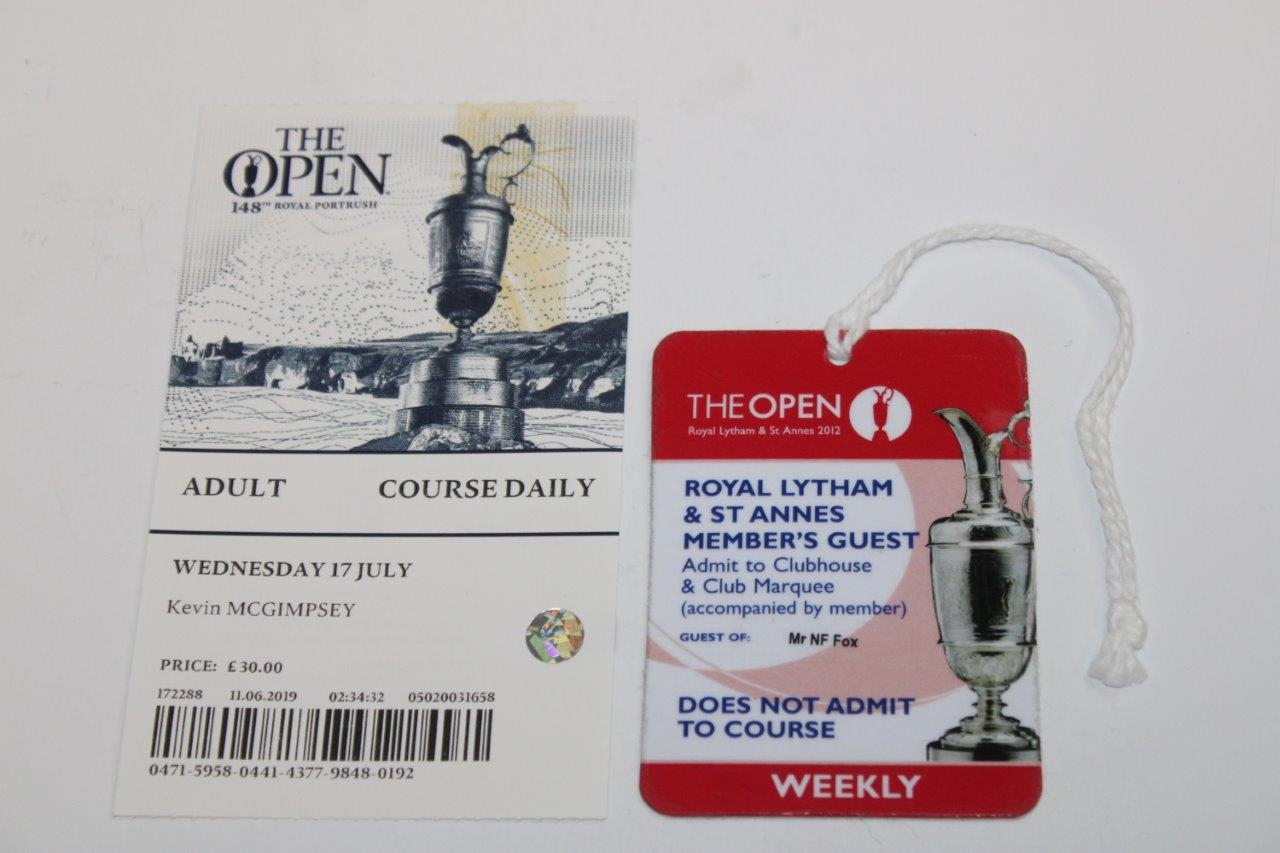 THE
OPEN
148TH ROYAL PORTRUSH
ADULT COURSE DAILY
WEDNESDAY 17 JULY
Kevin MCGIMPSEY
PRICE: £30.00
172288 11.06.2019 02:34:32 05020031658
0471-5958-0441-4377-9848-0192
THE OPEN
Royal Lytham & St Annes 2012
ROYAL LYTHAM
& ST ANNES
MEMBER'S GUEST
Admit to Clubhouse
& Club Marquee
(accompanied by member)
GUEST OF: Mr NF Fox
DOES NOT ADMIT
TO COURSE
WEEKLY